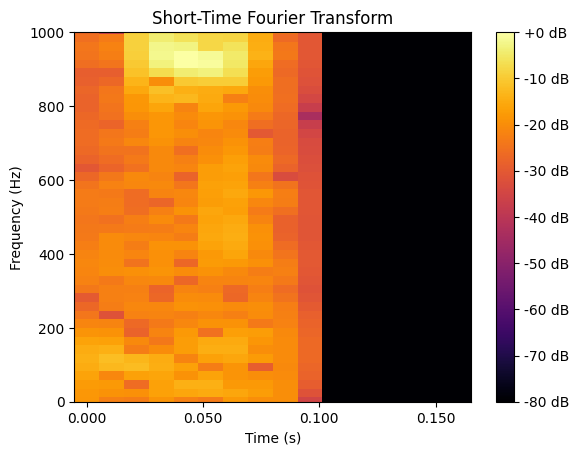 Short-Time Fourier Transform
1000
800
600
400
200
0
Frequency (Hz)
0.000
0.050
0.100
0.150
Time (s)
+0 dB
-10 dB
-20 dB
-30 dB
-40 dB
-50 dB
-60 dB
-70 dB
-80 dB